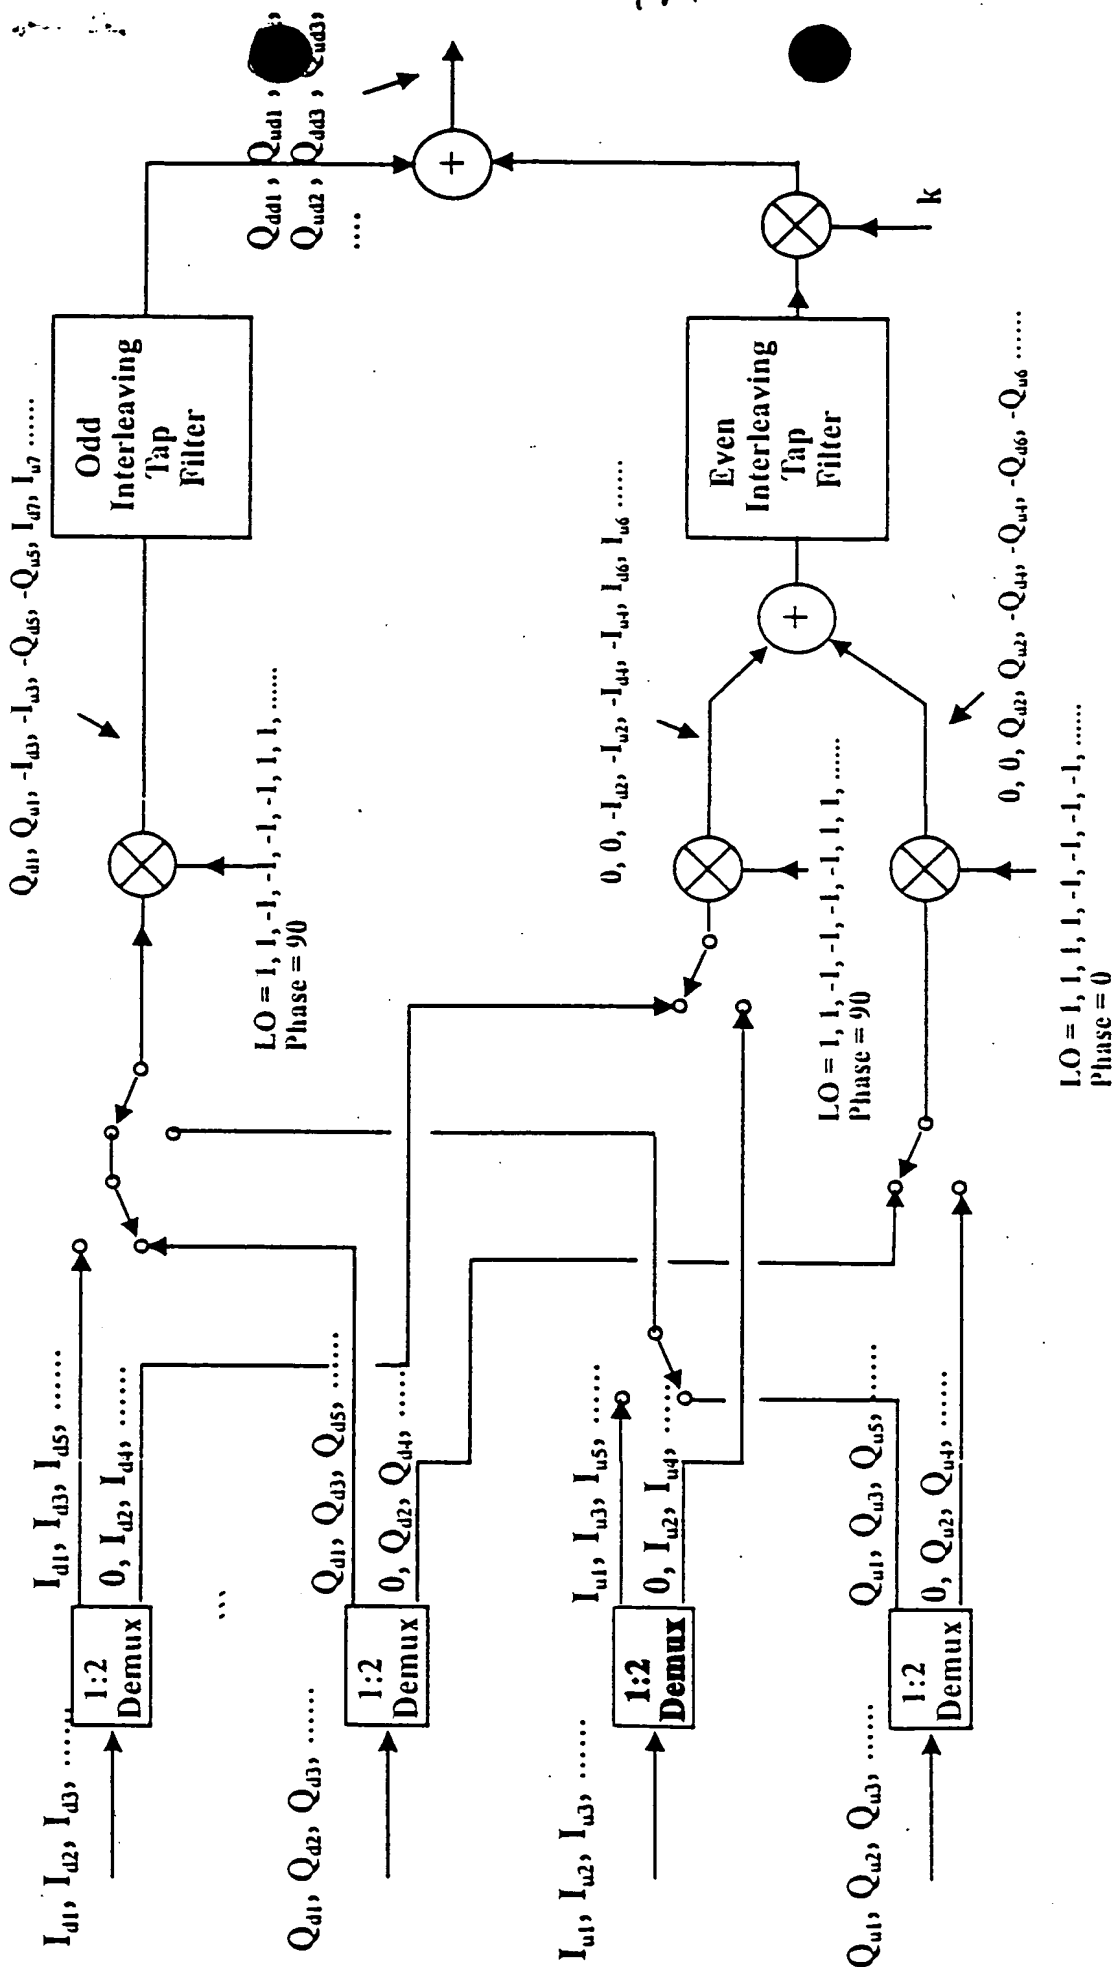 I_d1, I_d2, I_d3, ......
1:2
Demux
I_d1, I_d3, I_d5, ......
0, I_d2, I_d4, ......
Q_d1, Q_d2, Q_d3, ......
1:2
Demux
Q_d1, Q_d3, Q_d5, ......
0, Q_d2, Q_d4, ......
I_u1, I_u2, I_u3, ......
1:2
Demux
I_u1, I_u3, I_u5, ......
0, I_u2, I_u4, ......
Q_u1, Q_u2, Q_u3, ......
1:2
Demux
Q_u1, Q_u3, Q_u5, ......
0, Q_u2, Q_u4, ......
LO = 1, 1, -1, -1, -1, -1, 1, 1, ......
Phase = 90
Q_d1, Q_u1, -I_d3, -I_u3, -Q_d5, -Q_u5, I_d7, I_u7 ......
LO = 1, 1, -1, -1, -1, -1, 1, 1, ......
Phase = 90
0, 0, -I_d2, -I_u2, -I_d4, -I_u4, I_d6, I_u6 ......
LO = 1, 1, 1, 1, -1, -1, -1, -1, ......
Phase = 0
0, 0, Q_d2, Q_u2, -Q_d4, -Q_u4, -Q_d6, -Q_u6 ......
+
Odd
Interleaving
Tap
Filter
Even
Interleaving
Tap
Filter
k
+
Q_dd1, Q_ud1,
Q_ud2, Q_dd3, Q_ud3,
....